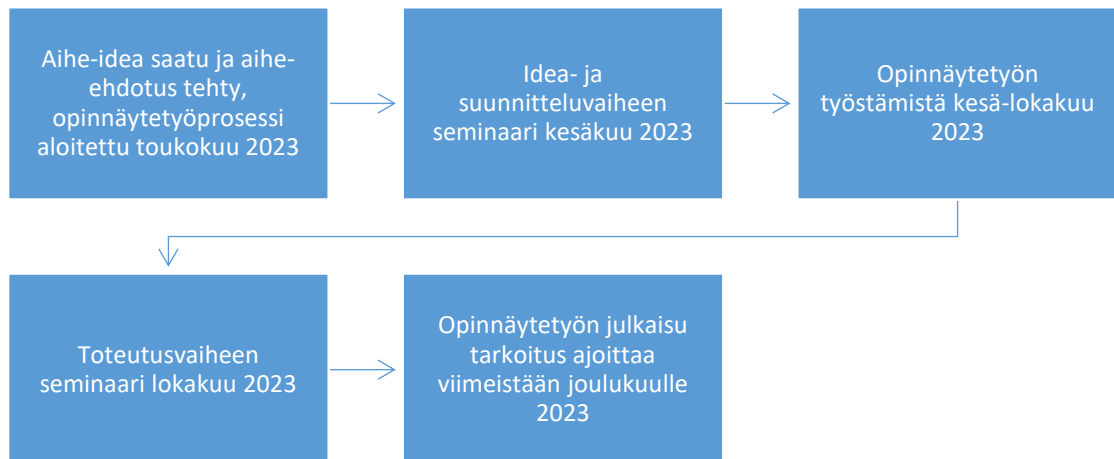 Aihe-idea saatu ja aihe-
ehdotus tehty,
opinnäytetyöprosessi
aloitettu toukokuu 2023
Idea- ja
suunnitteluvaiheen
seminaari kesäkuu 2023
Opinnäytetyön
työstämistä kesä-lokakuu
2023
Toteutusvaiheen
seminaari lokakuu 2023
Opinnäytetyön julkaisu
tarkoitus ajoittaa
viimeistään joulukuulle
2023